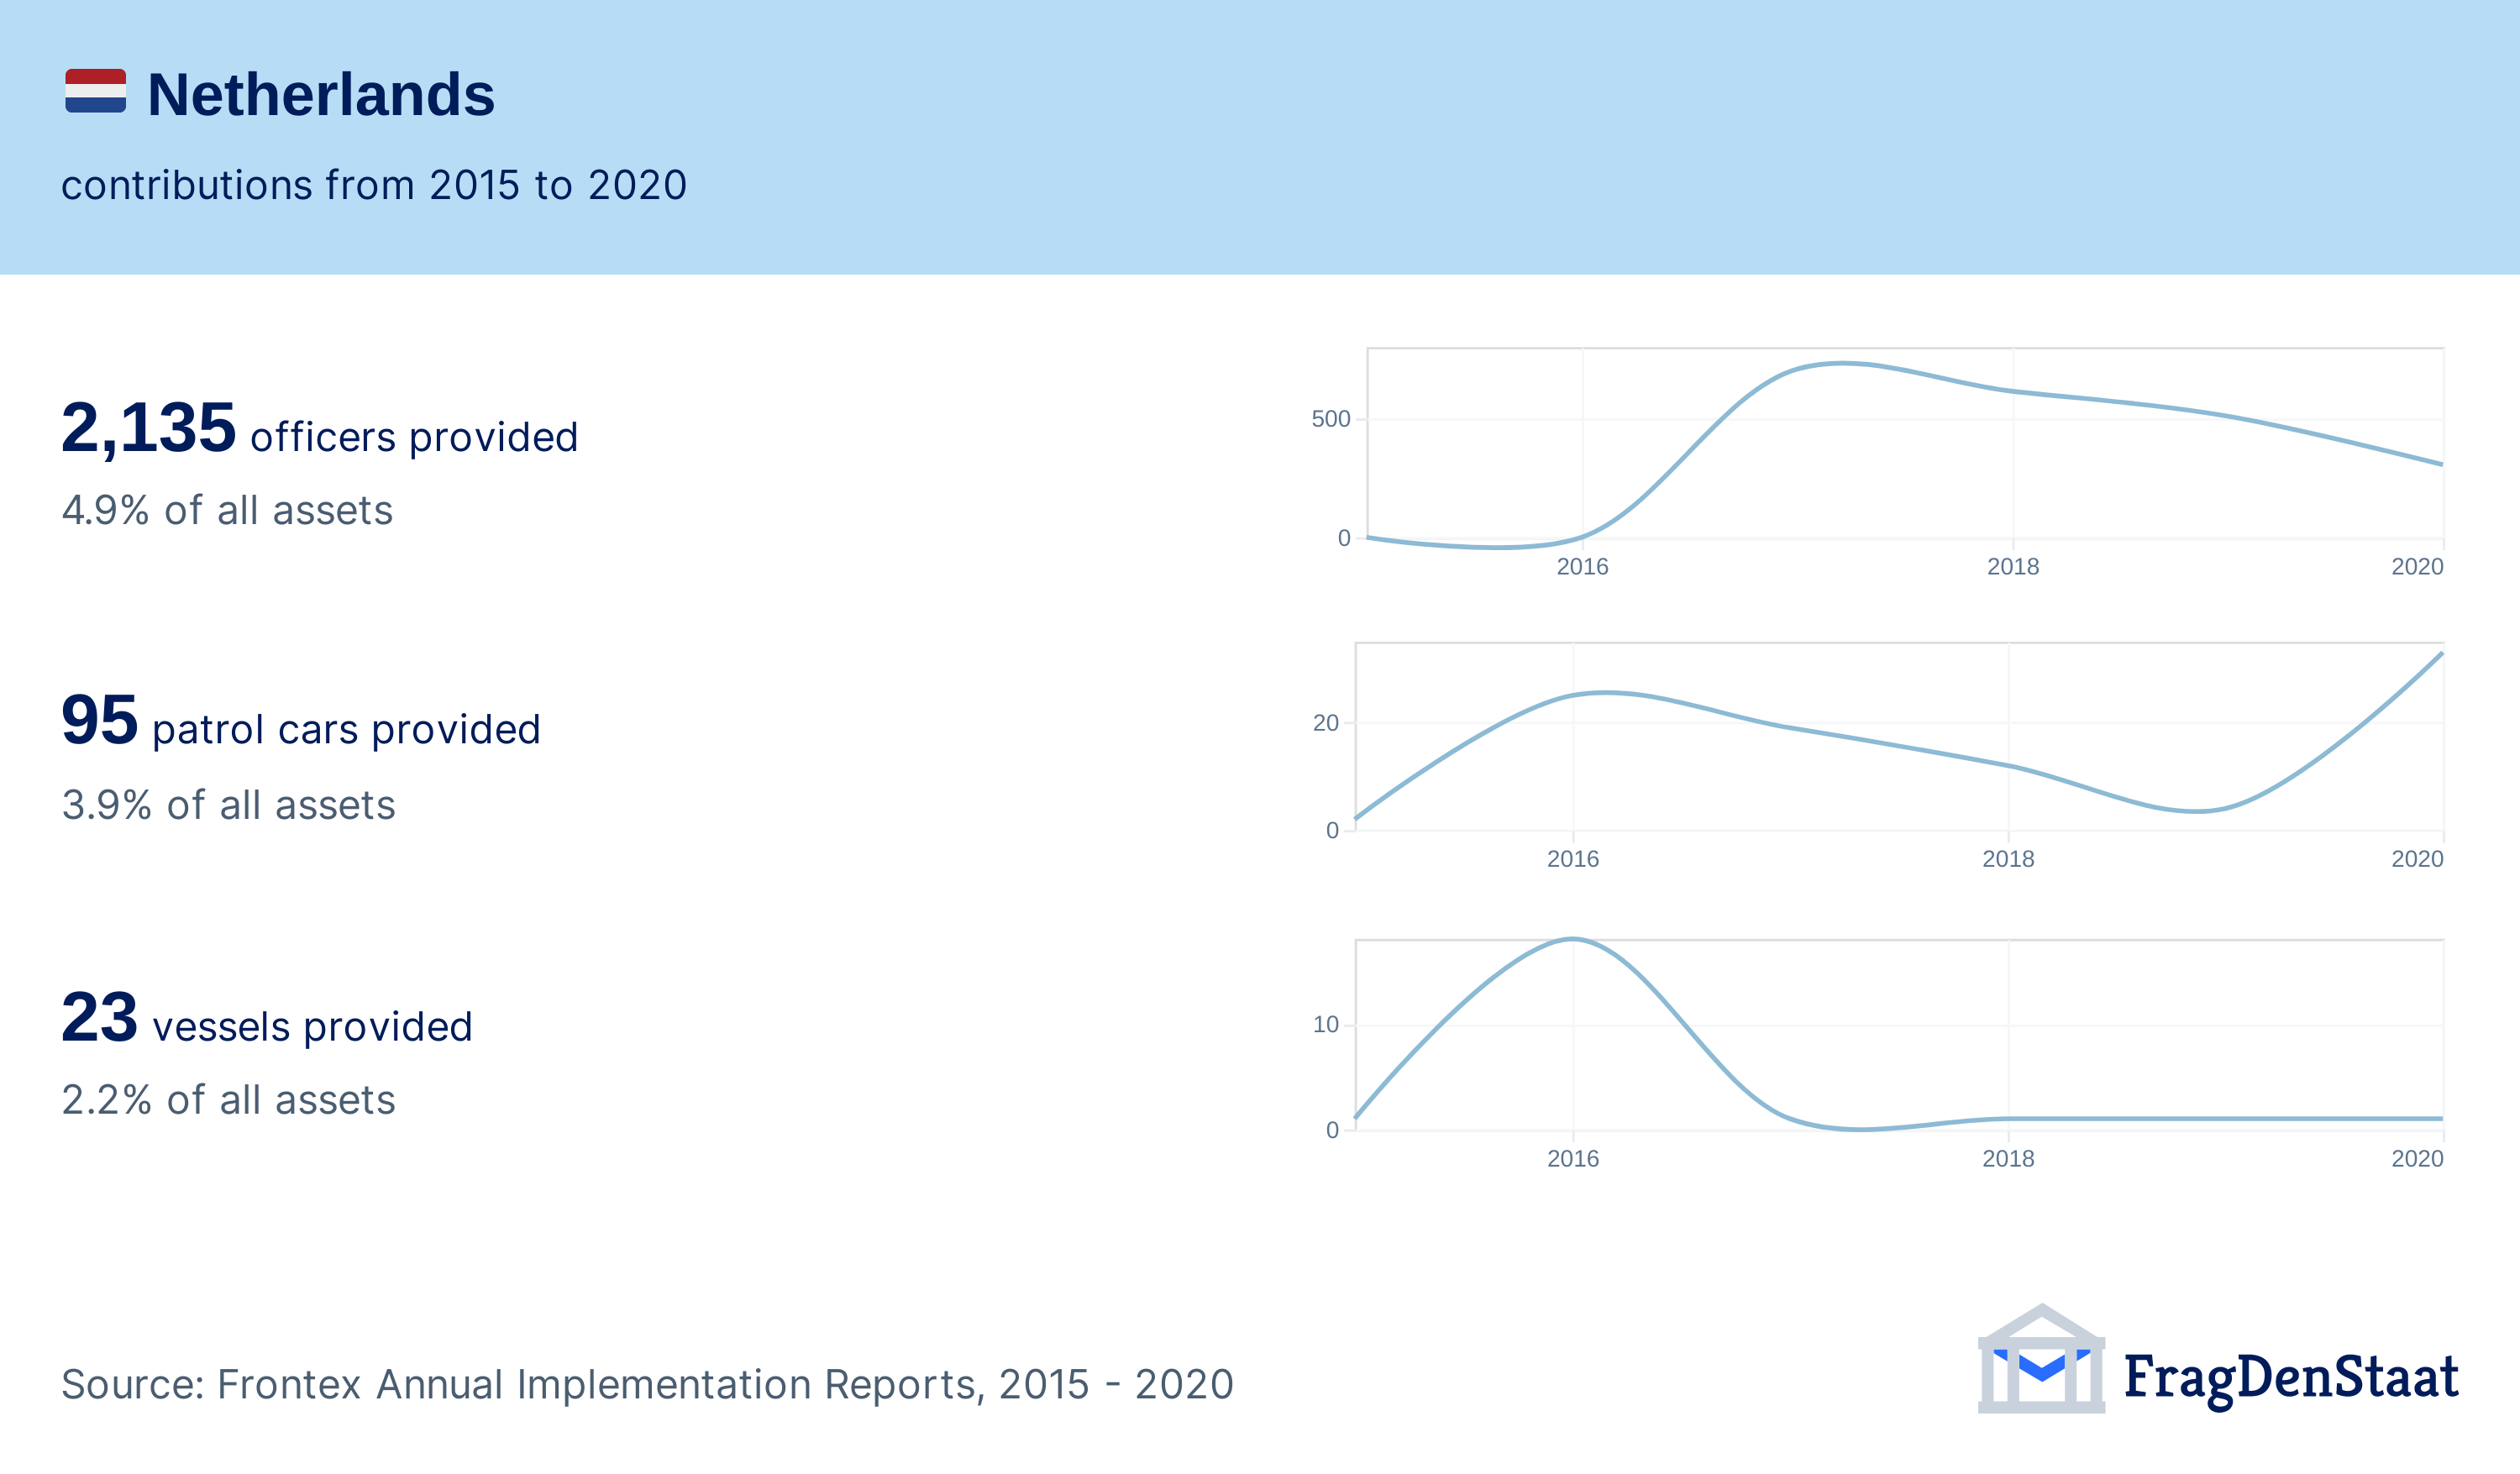 Netherlands
contributions from 2015 to 2020
2,135 officers provided
4.9% of all assets
500
0
2016 2018 2020
95 patrol cars provided
3.9% of all assets
20
0
2016 2018 2020
23 vessels provided
2.2% of all assets
10
0
2016 2018 2020
Source: Frontex Annual Implementation Reports, 2015 - 2020
FragDenStaat